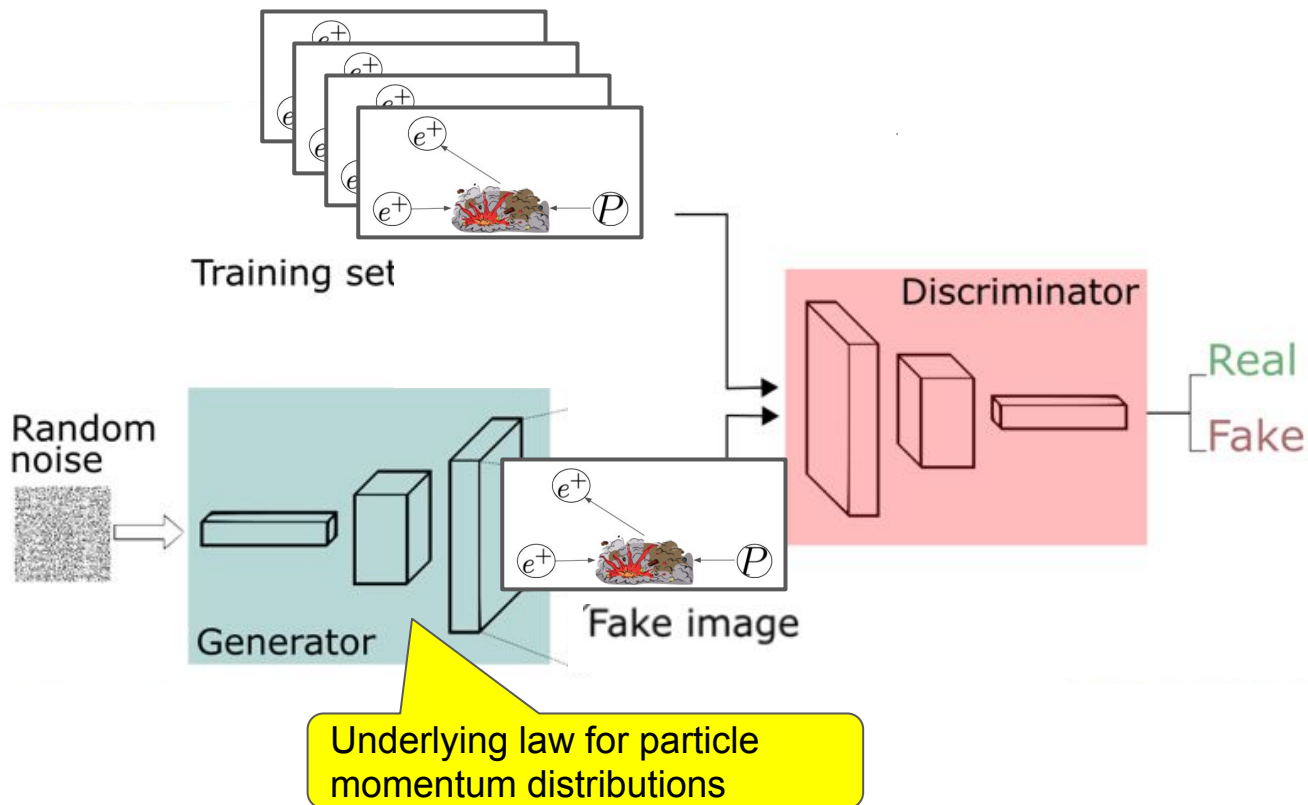 e+
e
e+
e
e+
e
e+
e+
P
Training set
Discriminator
Real
Fake
Random
noise
e+
e+
P
Generator
Fake image
Underlying law for particle
momentum distributions